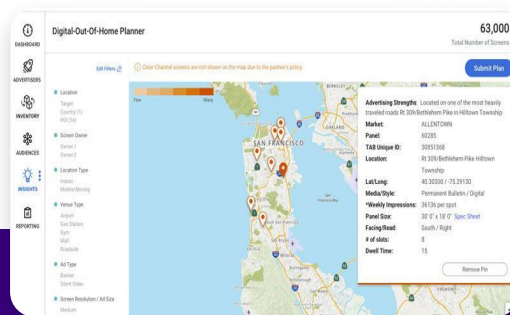 Digital-Out-Of-Home Planner
63,000
Total Number of Screens
DASHBOARD
ADVERTISERS
INVENTORY
AUDIENCES
INSIGHTS
REPORTING
Edit Filters
Clear Channel screens are not shown on the map due to the partner's policy
Submit Plan
Location
Target
Country (1)
Screen Owner
Owner 1
Owner 2
Location Type
Indoor
Mobile/Moving
Venue Type
Airport
Gas Station
Gym
Mall
Roadside
Ad Type
Banner
Silent Video
Screen Resolution / Ad Size
Medium
Few
Many
BERKELEY
OAKLAND
SAN FRANCISCO
Advertising Strengths: Located on one of the most heavily
traveled roads Rt 309/Bethlehem Pike in Hilltown Township
Market: ALLENTOWN
Panel: 60285
TAB Unique ID: 30851368
Location: Rt 309/Bethlehem Pike Hilltown
Township
Lat/Long: 40.30300 / -75.29130
Media/Style: Permanent Bulletin / Digital
*Weekly Impressions: 36136 per spot
Panel Size: 30' 0" x 18' 0" Spec Sheet
Facing/Read: South / Right
# of slots: 8
Dwell Time: 15
Remove Pin